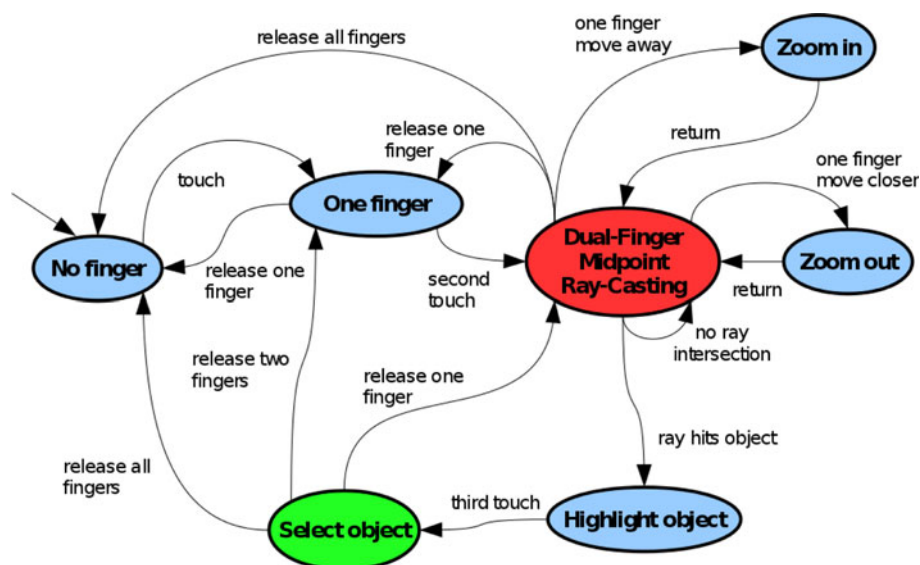 release all fingers
one finger
move away
Zoom in
release one
finger
return
touch
one finger
move closer
One finger
Dual-Finger
Midpoint
Ray-Casting
No finger
release one
finger
second
touch
Zoom out
return
no ray
intersection
release two
fingers
release one
finger
ray hits object
release all
fingers
third touch
Select object
Highlight object